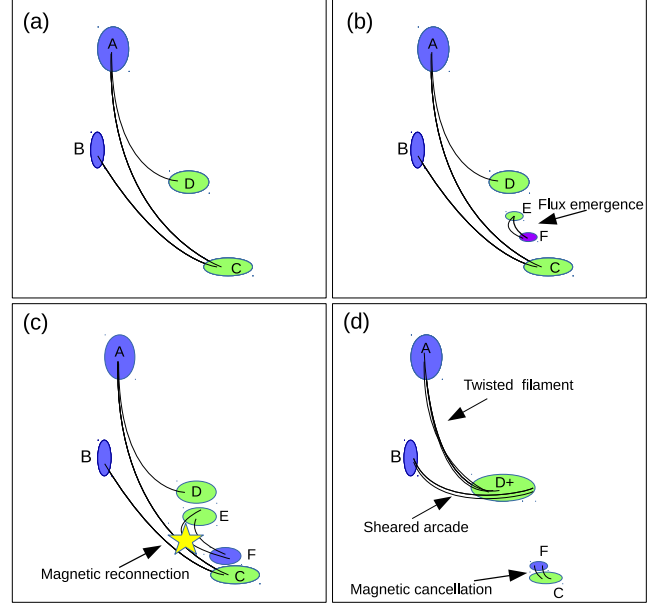 (a)
A
B
D
C
(b)
A
B
D
E
Flux emergence
F
C
(c)
A
B
D
E
F
Magnetic reconnection
C
(d)
A
Twisted filament
B
D+
Sheared arcade
F
Magnetic cancellation
C